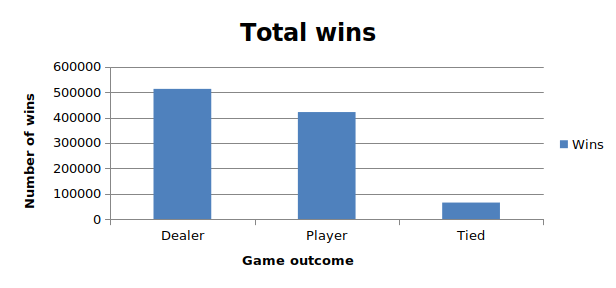 Total wins
Number of wins
600000
500000
400000
300000
200000
100000
0
Dealer
Player
Tied
Game outcome
Wins